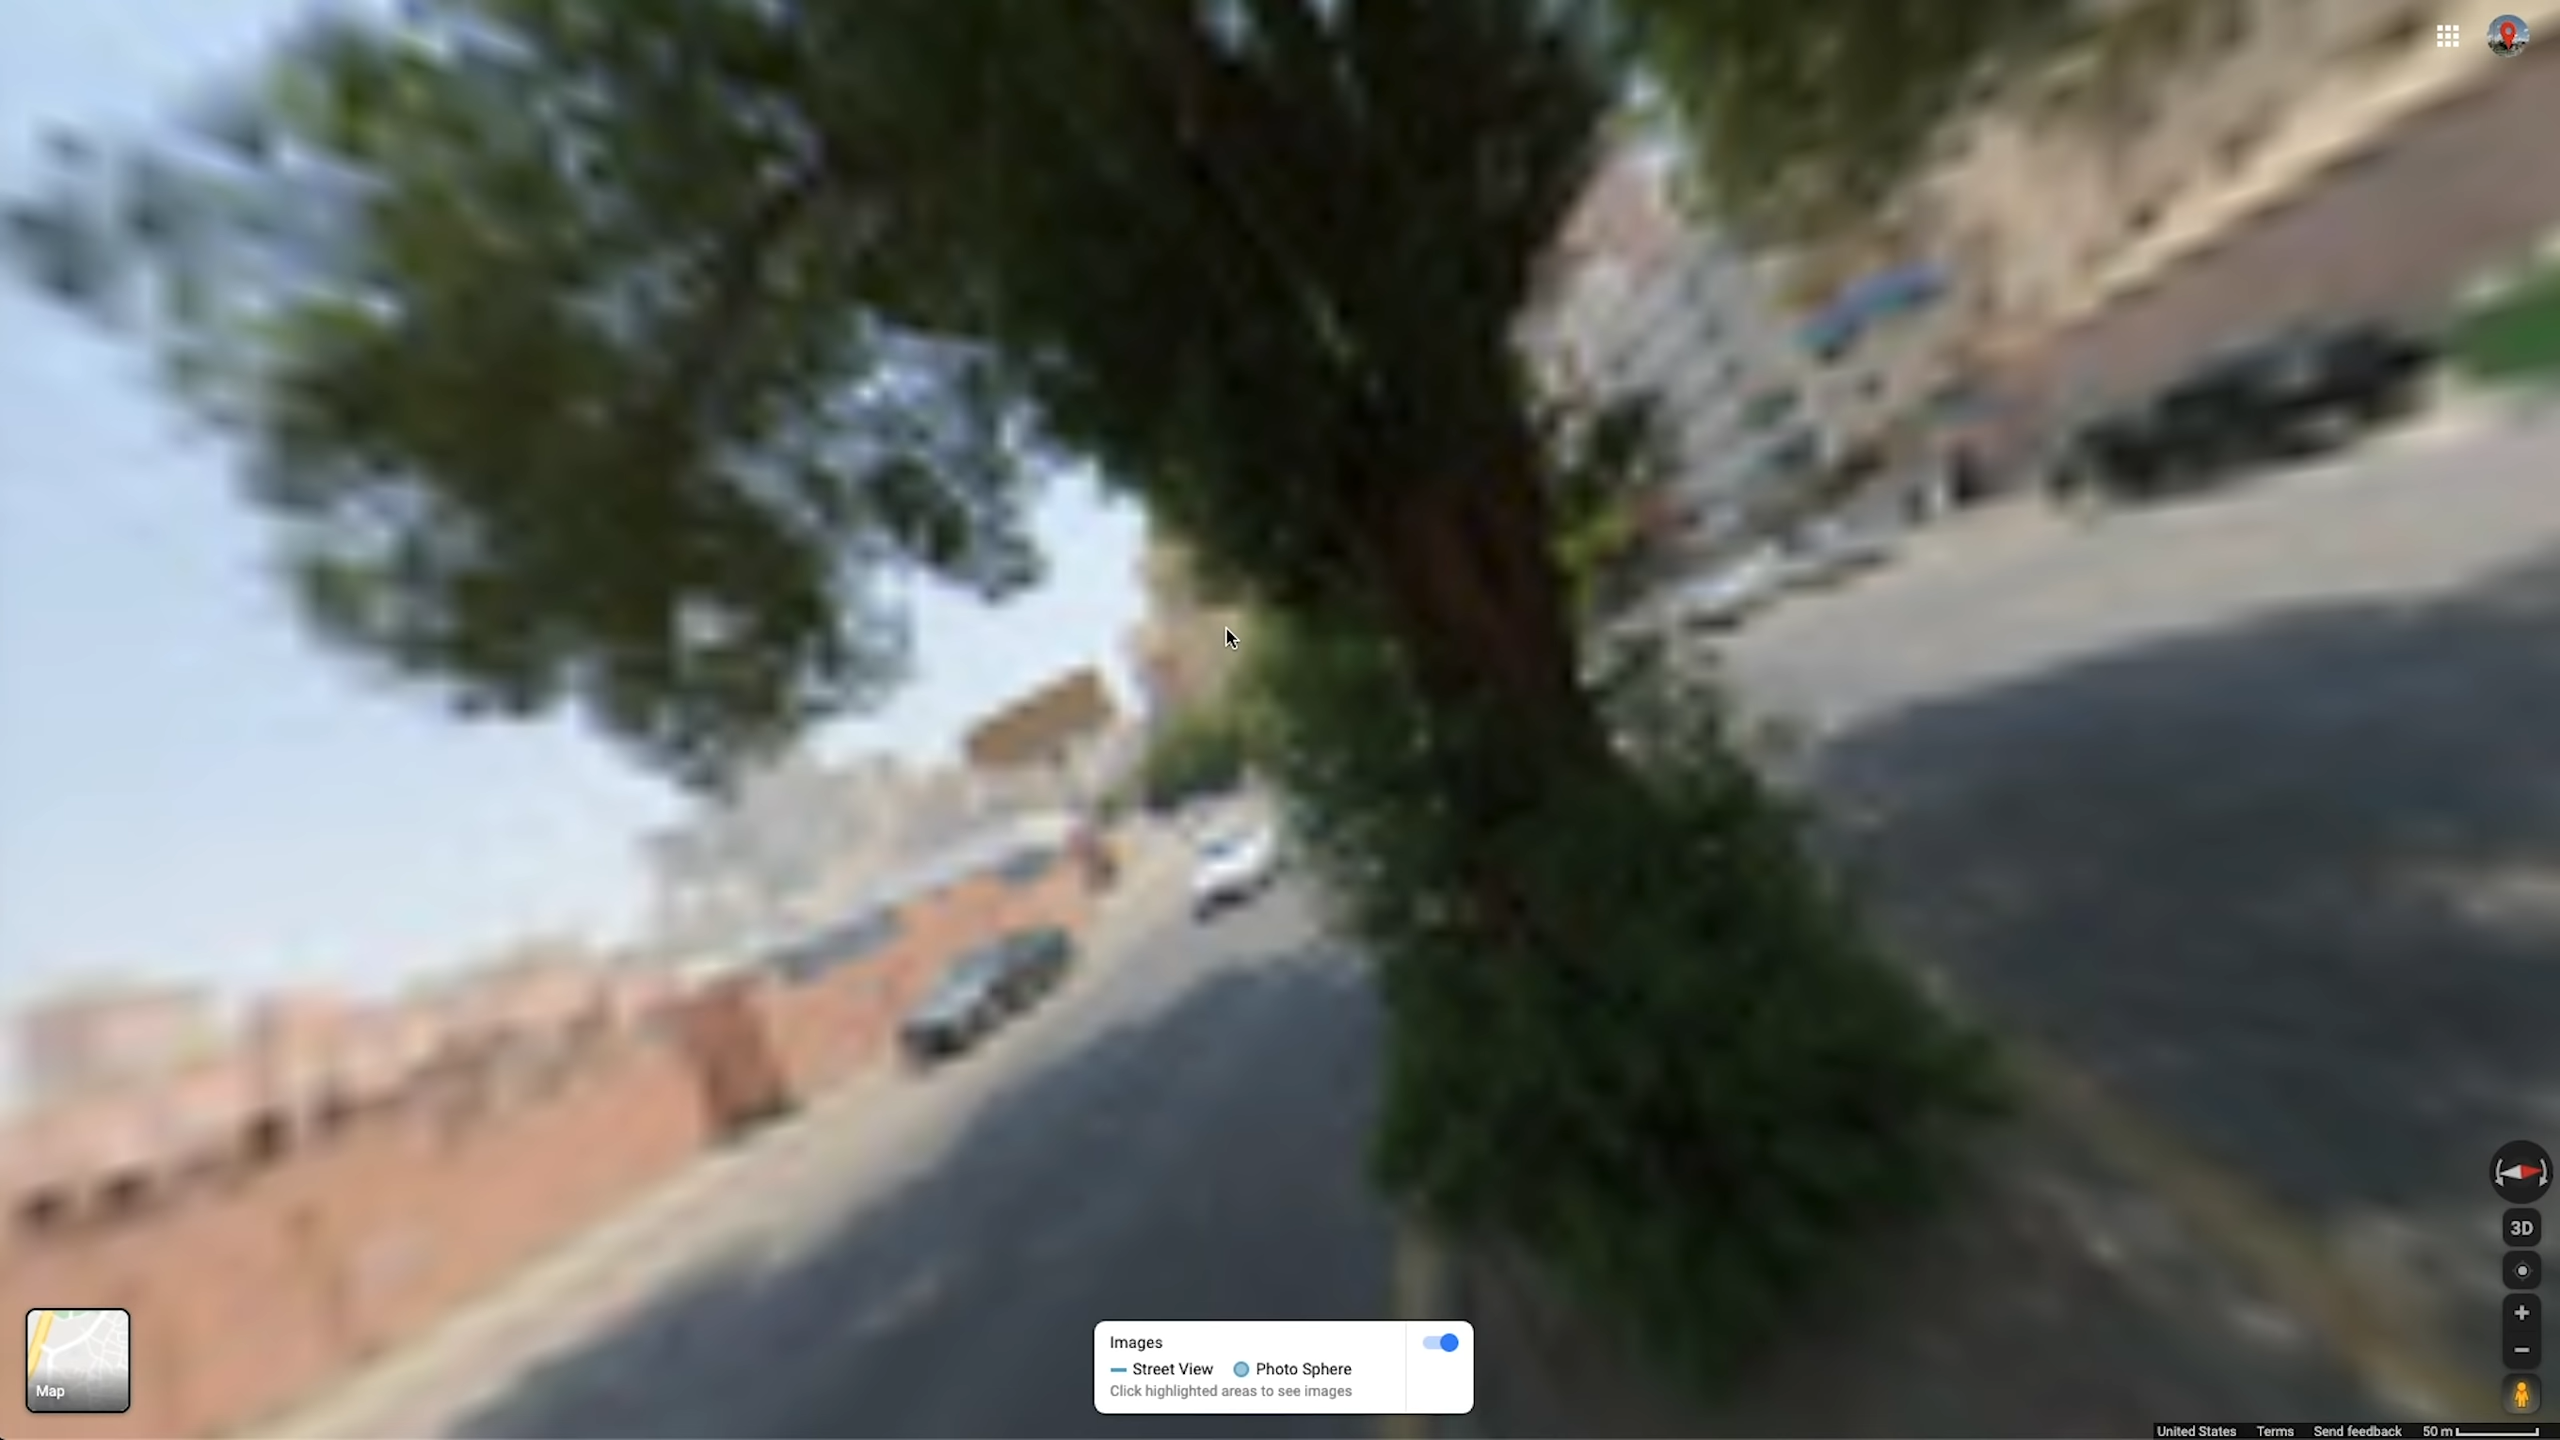 3D
Map
Images
Street View
Photo Sphere
Click highlighted areas to see images
United States Terms Send feedback 50 m